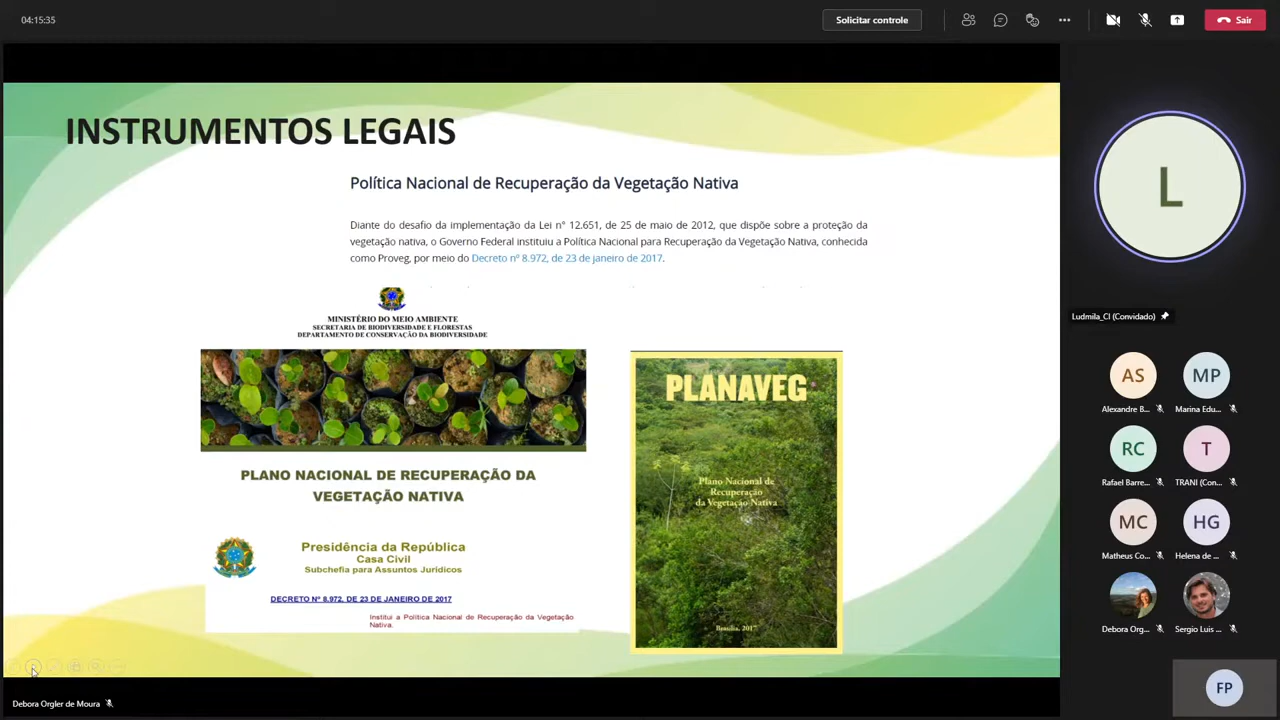 04:15:35
Solicitar controle
Sair
INSTRUMENTOS LEGAIS
Política Nacional de Recuperação da Vegetação Nativa
Diante do desafio da implementação da Lei n° 12.651, de 25 de maio de 2012, que dispõe sobre a proteção da
vegetação nativa, o Governo Federal instituiu a Política Nacional para Recuperação da Vegetação Nativa, conhecida
como Proveg, por meio do Decreto nº 8.972, de 23 de janeiro de 2017.
MINISTÉRIO DO MEIO AMBIENTE
SECRETARIA DE BIODIVERSIDADE E FLORESTAS
DEPARTAMENTO DE CONSERVAÇÃO DA BIODIVERSIDADE
PLANO NACIONAL DE RECUPERAÇÃO DA
VEGETAÇÃO NATIVA
Presidência da República
Casa Civil
Subchefia para Assuntos Jurídicos
DECRETO Nº 8.972, DE 23 DE JANEIRO DE 2017
Institui a Política Nacional de Recuperação da Vegetação
Nativa.
PLANAVEG
Plano Nacional de
Recuperação
da Vegetação Nativa
Brasília, 2017
L
Ludmila_CI (Convidado)
AS
MP
Alexandre B...
Marina Edu...
RC
T
Rafael Barre...
TRANI (Con...
MC
HG
Matheus Co...
Helena de ...
Debora Org...
Sergio Luis ...
FP
Debora Orgler de Moura